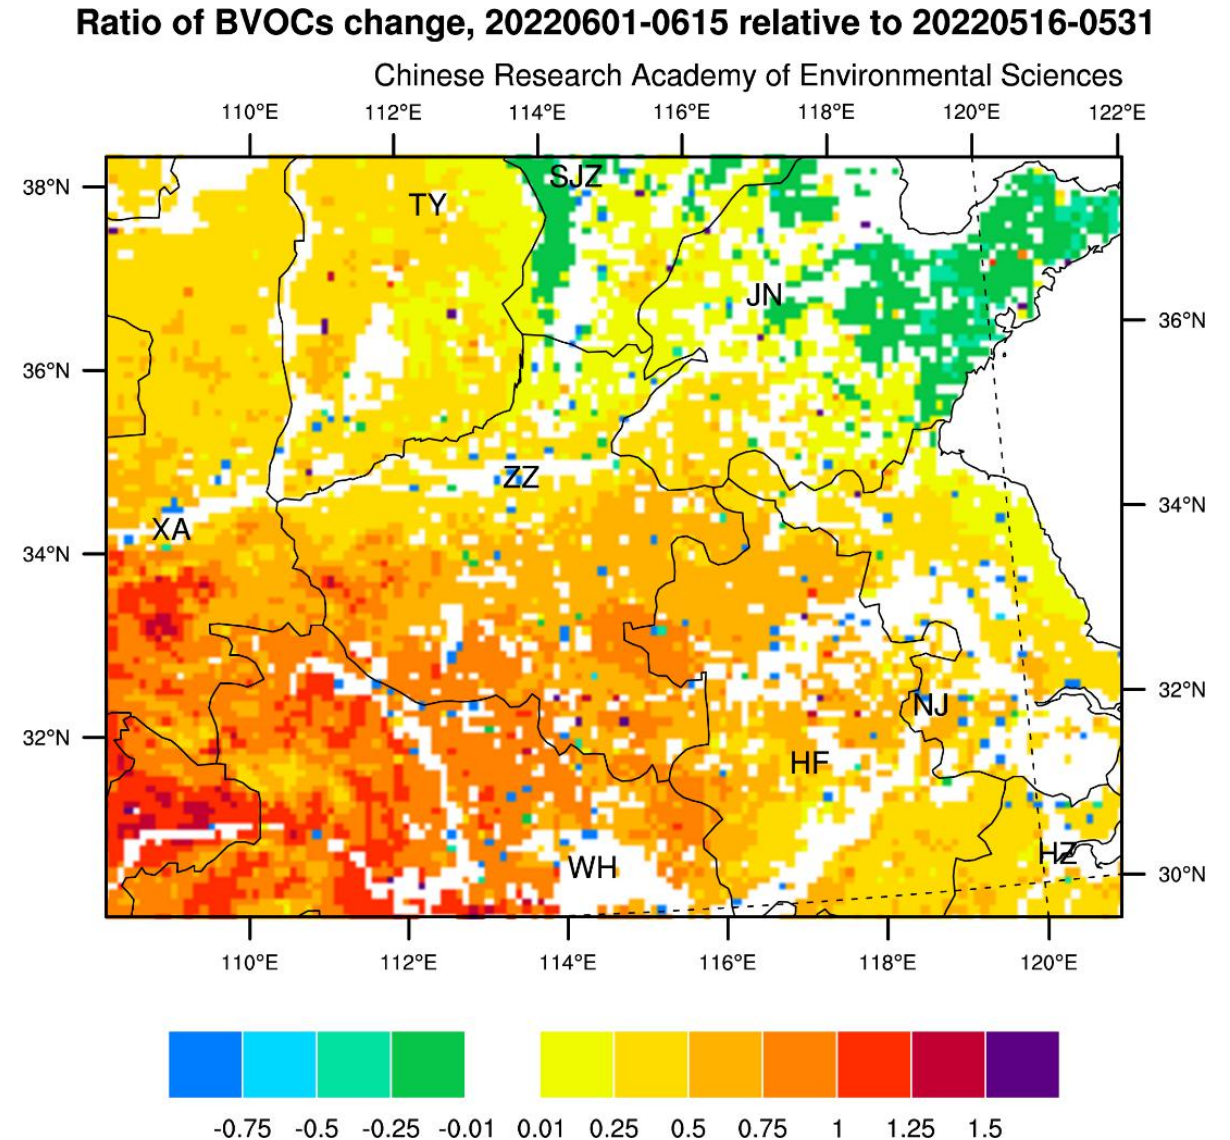 Ratio of BVOCs change, 20220601-0615 relative to 20220516-0531
Chinese Research Academy of Environmental Sciences
110°E 112°E 114°E 116°E 118°E 120°E 122°E
38°N
SJZ
TY
JN
36°N
36°N
ZZ
34°N
XA
34°N
32°N
NJ
32°N
HF
HZ
WH
30°N
110°E 112°E 114°E 116°E 118°E 120°E
-0.75 -0.5 -0.25 -0.01 0.01 0.25 0.5 0.75 1 1.25 1.5